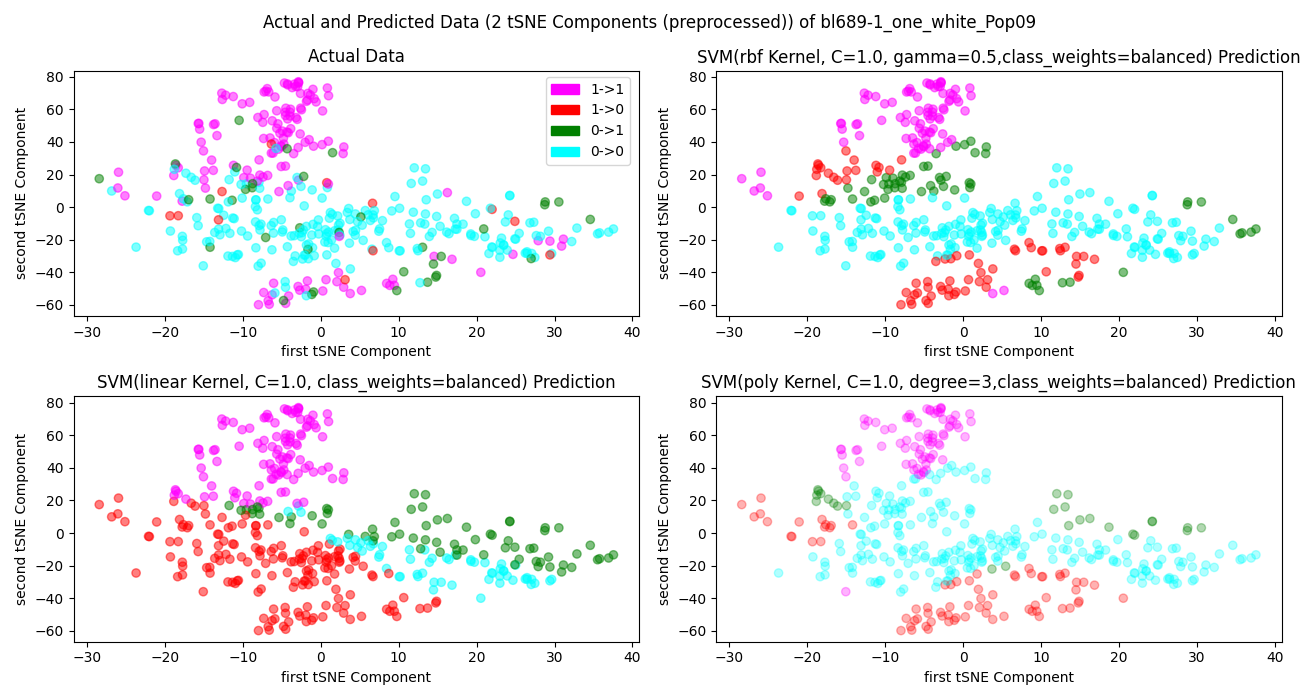 Actual and Predicted Data (2 tSNE Components (preprocessed)) of bl689-1_one_white_Pop09
Actual Data
80
60
40
20
0
−20
−40
−60
second tSNE Component
−30 −20 −10 0 10 20 30 40
first tSNE Component
1->1
1->0
0->1
0->0
SVM(rbf Kernel, C=1.0, gamma=0.5,class_weights=balanced) Prediction
80
60
40
20
0
−20
−40
−60
second tSNE Component
−30 −20 −10 0 10 20 30 40
first tSNE Component
SVM(linear Kernel, C=1.0, class_weights=balanced) Prediction
80
60
40
20
0
−20
−40
−60
second tSNE Component
−30 −20 −10 0 10 20 30 40
first tSNE Component
SVM(poly Kernel, C=1.0, degree=3,class_weights=balanced) Prediction
80
60
40
20
0
−20
−40
−60
second tSNE Component
−30 −20 −10 0 10 20 30 40
first tSNE Component